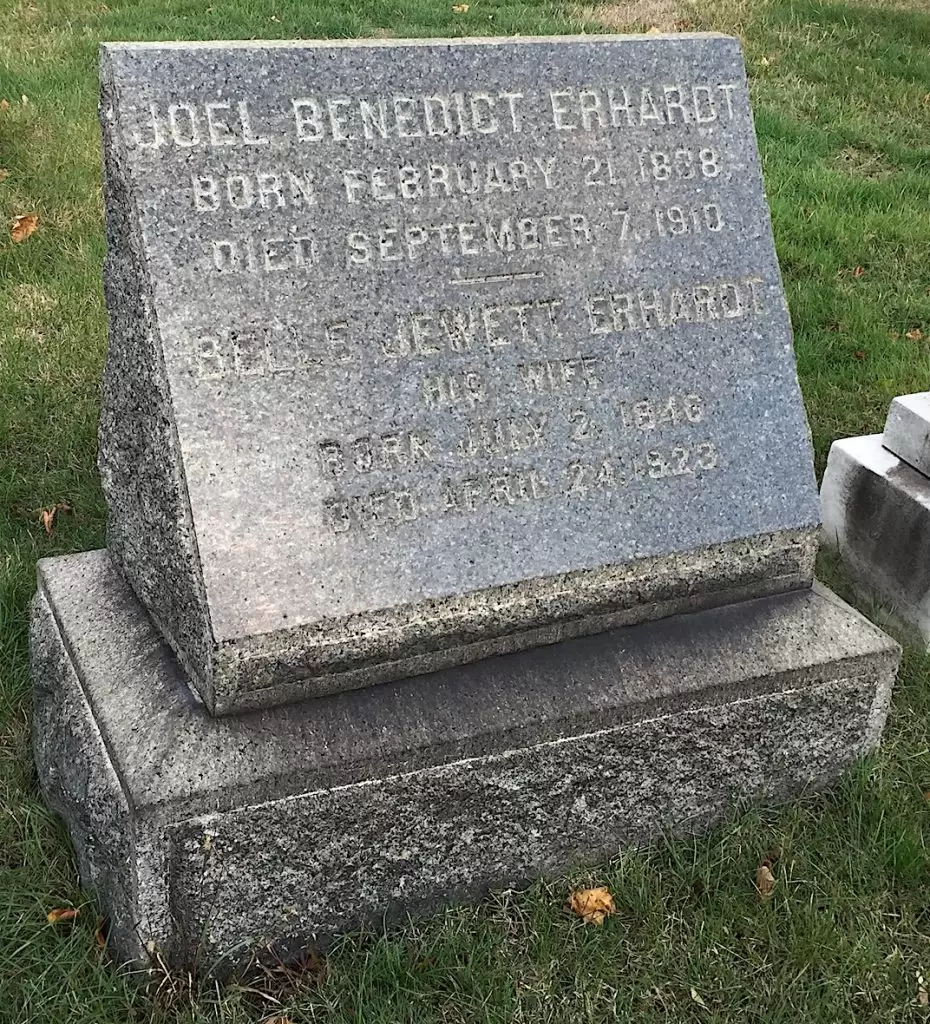 JOEL BENEDICT ERHARDT
BORN FEBRUARY 21, 1838.
DIED SEPTEMBER 7, 1910.
BELLE JEWETT ERHARDT
HIS WIFE
BORN JULY 2, 1846
DIED APRIL 24, 1923